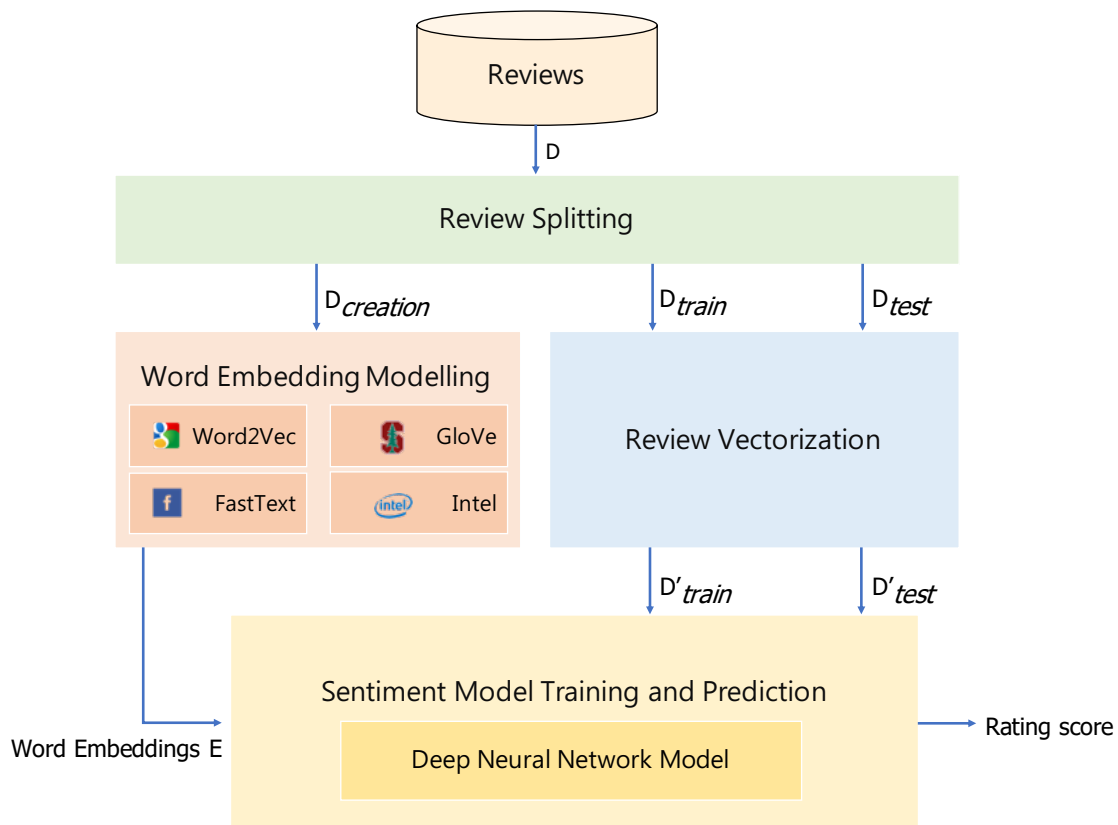 Reviews
D
Review Splitting
Dcreation
Dtrain
Dtest
Word Embedding Modelling
Word2Vec
GloVe
f
FastText
intel
Intel
Review Vectorization
D’train
D’test
Sentiment Model Training and Prediction
Deep Neural Network Model
Word Embeddings E
Rating score